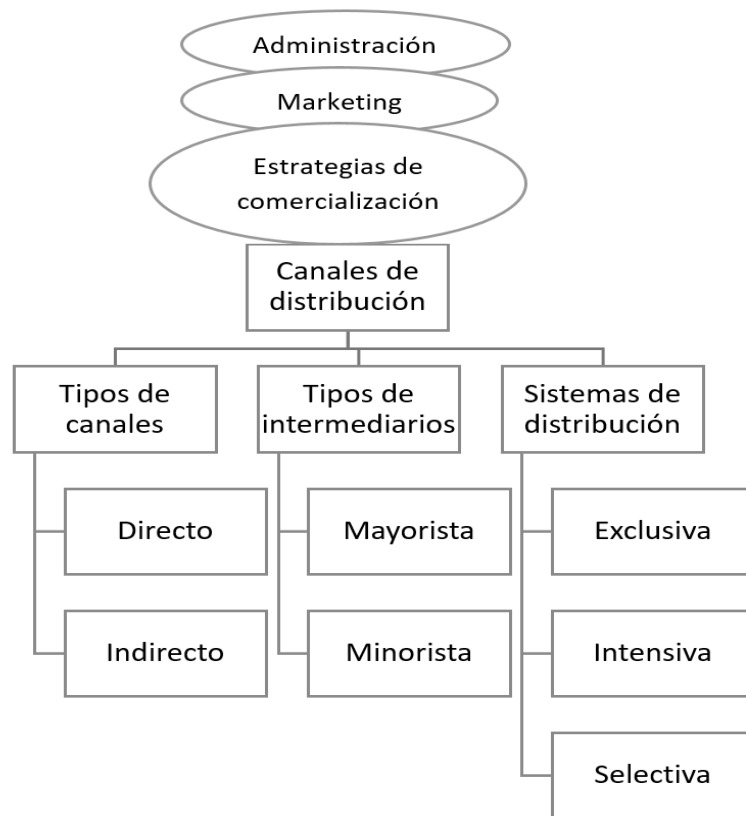 Administración
Marketing
Estrategias de
comercialización
Canales de
distribución
Tipos de
canales
Directo
Indirecto
Tipos de
intermediarios
Mayorista
Minorista
Sistemas de
distribución
Exclusiva
Intensiva
Selectiva